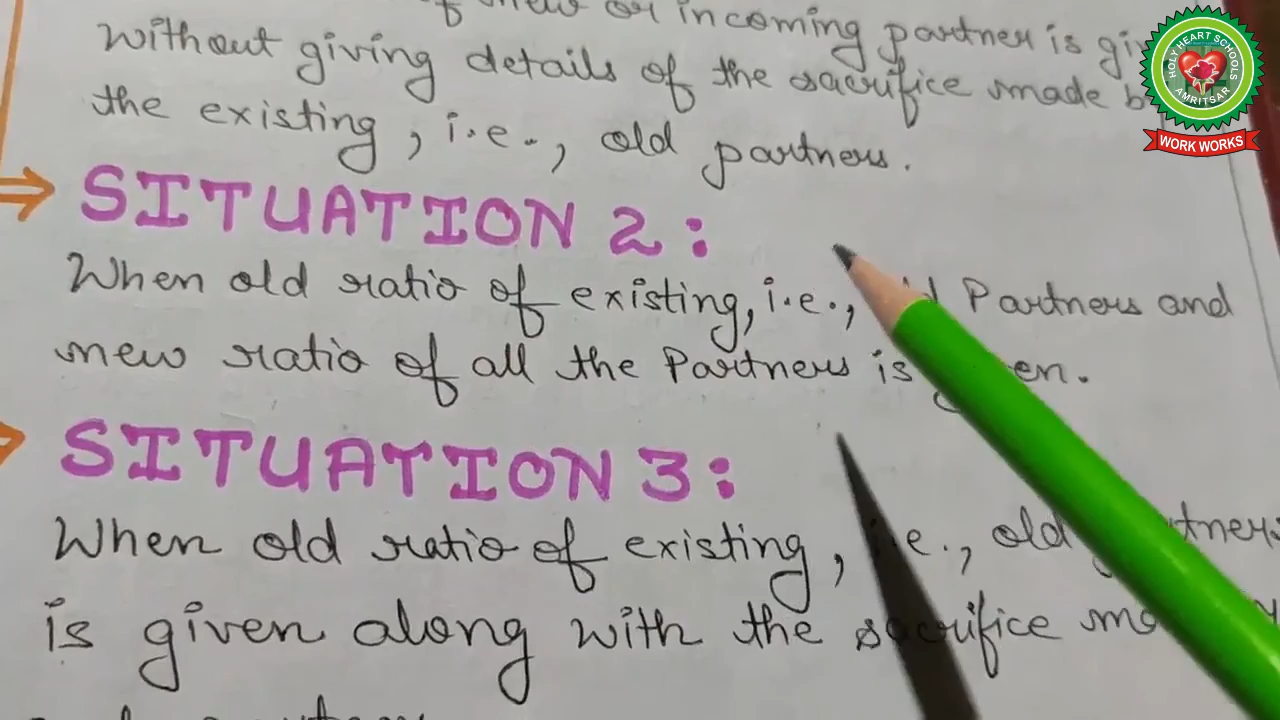 of new or incoming partner is
without giving details of the sacrifice made
the existing, i.e., old partners.
SITUATION 2:
When old ratio of existing, i.e., Partners and
new ratio of all the Partners is
SITUATION 3:
When old ratio of existing, old
is given along with the sacrifice
HOLY HEART SCHOOLS
AMRITSAR
WORK WORKS